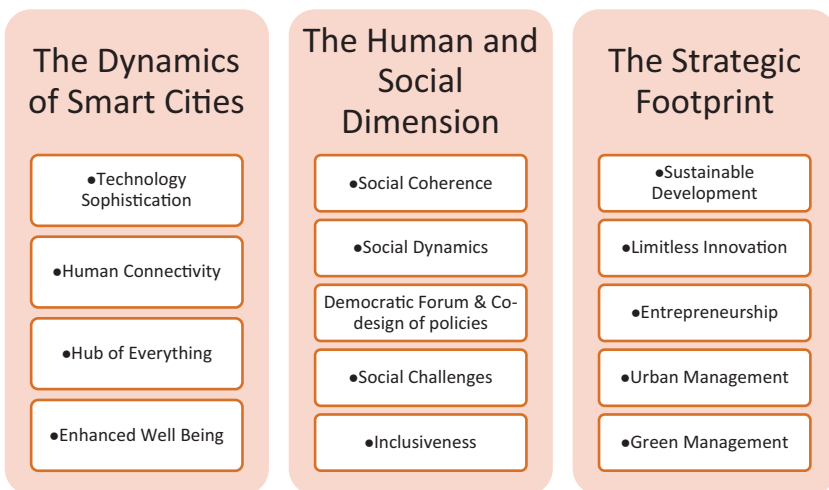 The Dynamics
of Smart Cities
●Technology
Sophistication
●Human Connectivity
●Hub of Everything
●Enhanced Well Being
The Human and
Social
Dimension
●Social Coherence
●Social Dynamics
Democratic Forum & Co-
design of policies
●Social Challenges
●Inclusiveness
The Strategic
Footprint
●Sustainable
Development
●Limitless Innovation
●Entrepreneurship
●Urban Management
●Green Management